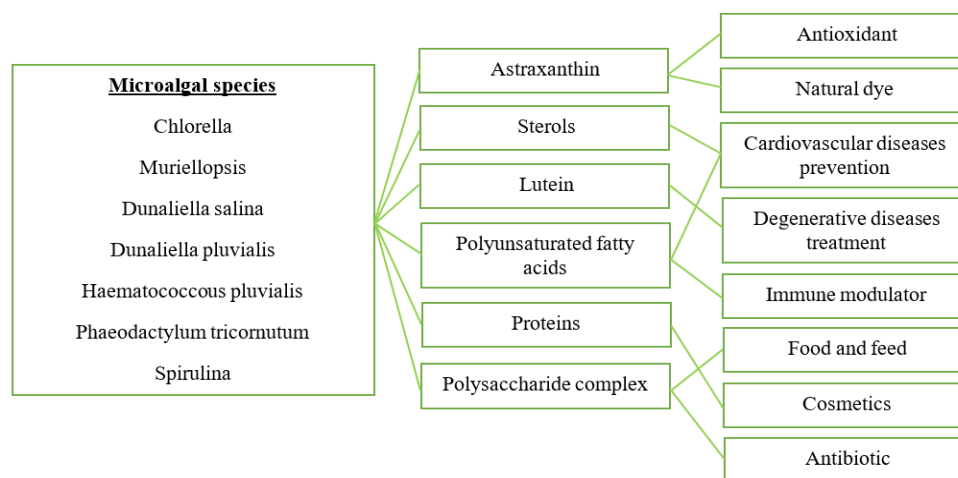 Microalgal species
Chlorella
Muriellopsis
Dunaliella salina
Dunaliella pluvialis
Haematococcous pluvialis
Phaeodactylum tricornutum
Spirulina
Astraxanthin
Sterols
Lutein
Polyunsaturated fatty
acids
Proteins
Polysaccharide complex
Antioxidant
Natural dye
Cardiovascular diseases
prevention
Degenerative diseases
treatment
Immune modulator
Food and feed
Cosmetics
Antibiotic